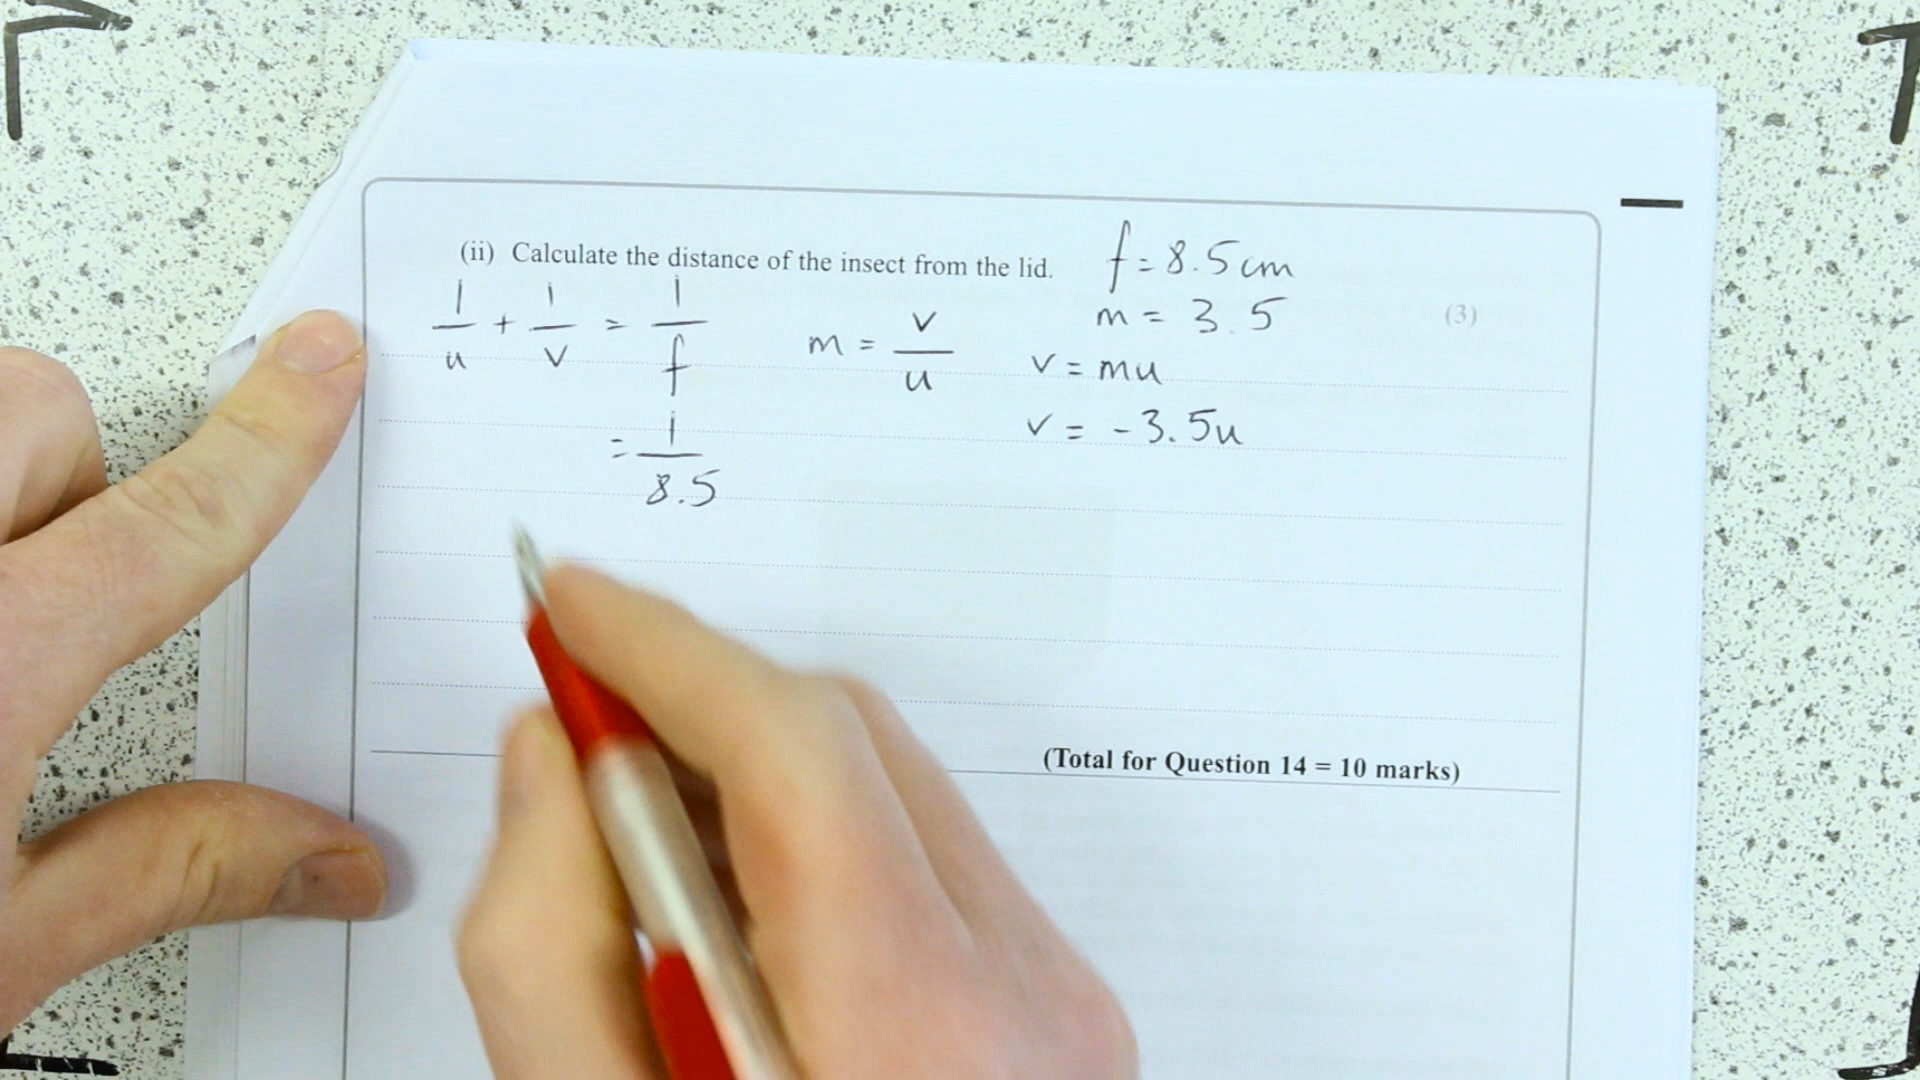 (ii) Calculate the distance of the insect from the lid.
f = 8.5 cm
m = 3.5
(3)
1/u + 1/v = 1/f
m = v/u
v = mu
= 1/8.5
v = -3.5u
(Total for Question 14 = 10 marks)